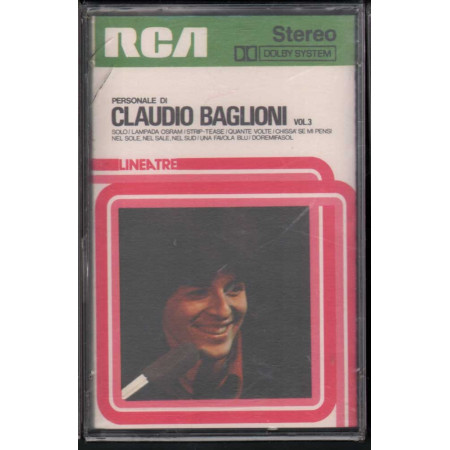 RCA
Stereo
DOLBY SYSTEM
PERSONALE DI
CLAUDIO BAGLIONI VOL.3
SOLO / LAMPADA OSRAM / STRIP-TEASE / QUANTE VOLTE / CHISSÀ SE MI PENSI
NEL SOLE, NEL SALE, NEL SUD / UNA FAVOLA BLU / DOREMIFASOL
LINEATRE